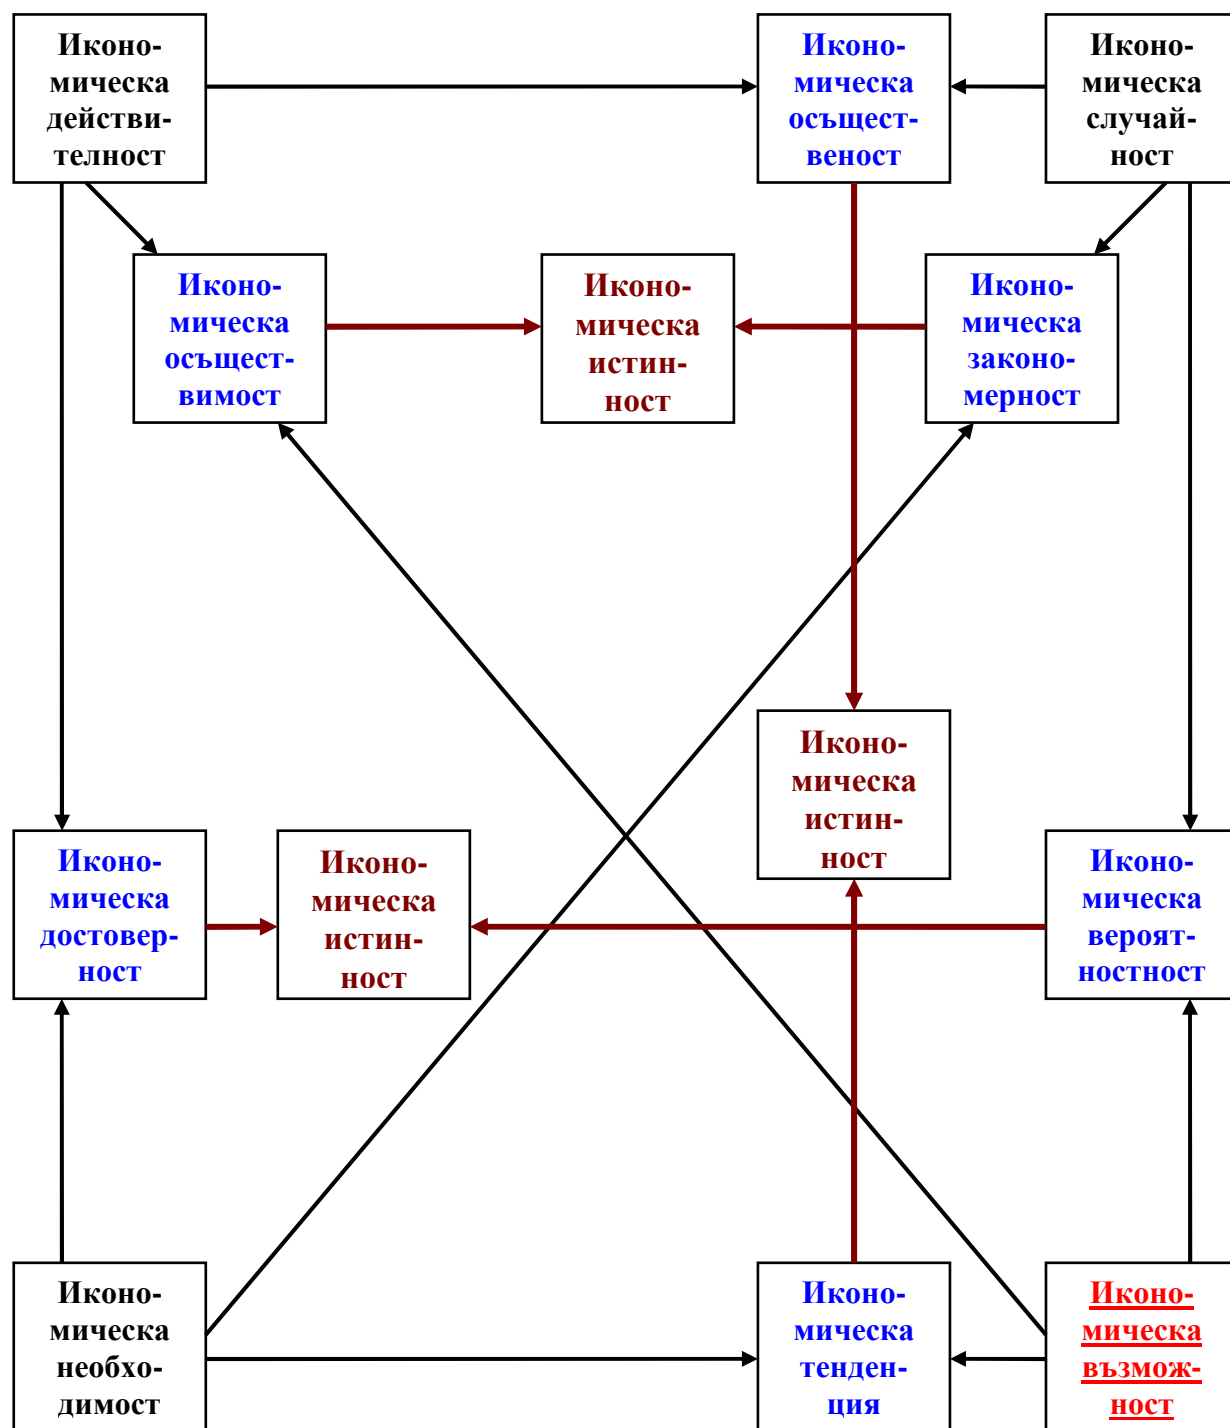 Иконо-
мическа
действи-
телност
Иконо-
мическа
осъщест-
веност
Иконо-
мическа
случай-
ност
Иконо-
мическа
осъщест-
вимост
Иконо-
мическа
истин-
ност
Иконо-
мическа
законо-
мерност
Иконо-
мическа
истин-
ност
Иконо-
мическа
достовер-
ност
Иконо-
мическа
истин-
ност
Иконо-
мическа
вероят-
ностност
Иконо-
мическа
необхо-
димост
Иконо-
мическа
тенден-
ция
Иконо-
мическа
възмож-
ност